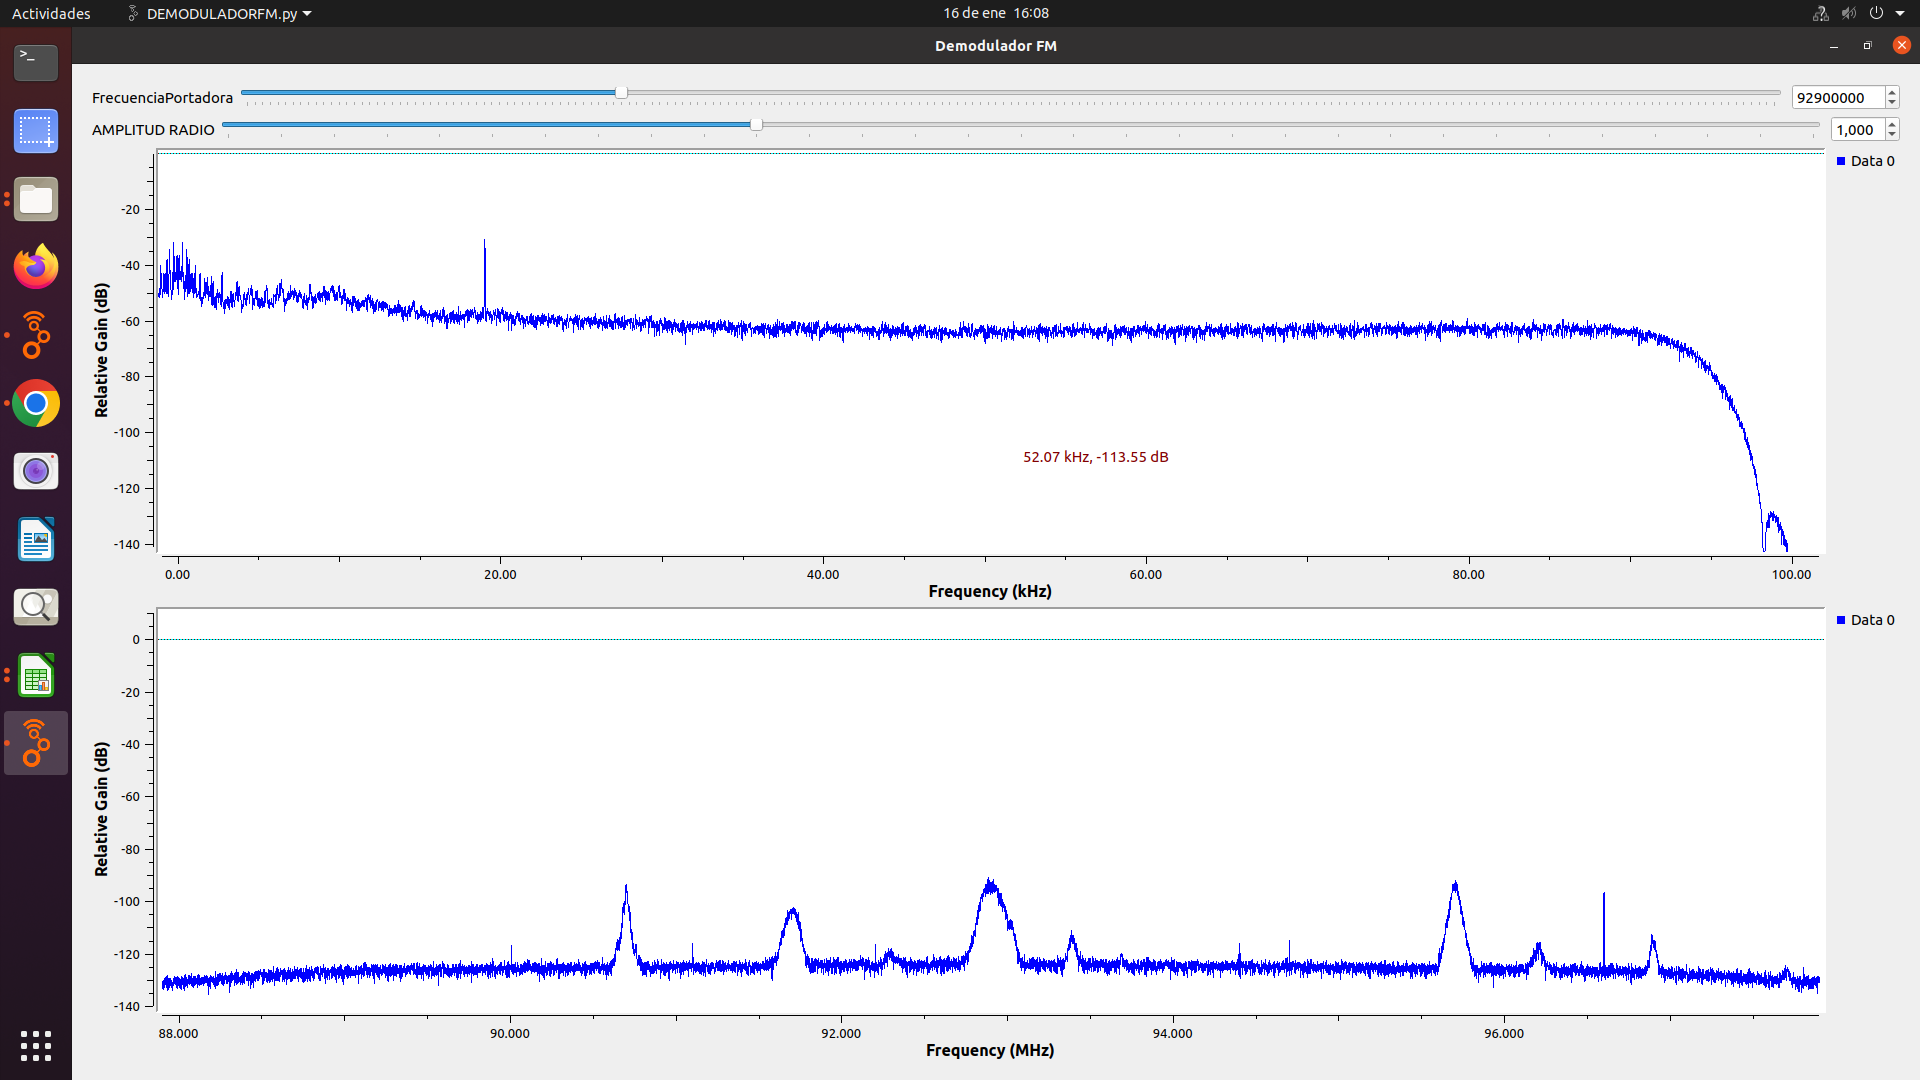 Actividades DEMODULADORFM.py 16 de ene 16:08
Demodulador FM
FrecuenciaPortadora 92900000
AMPLITUD RADIO 1,000
Data 0
-20
-40
-60
-80
-100
-120
-140
Relative Gain (dB)
52.07 kHz, -113.55 dB
0.00 20.00 40.00 60.00 80.00 100.00
Frequency (kHz)
Data 0
0
-20
-40
-60
-80
-100
-120
-140
Relative Gain (dB)
88.000 90.000 92.000 94.000 96.000
Frequency (MHz)